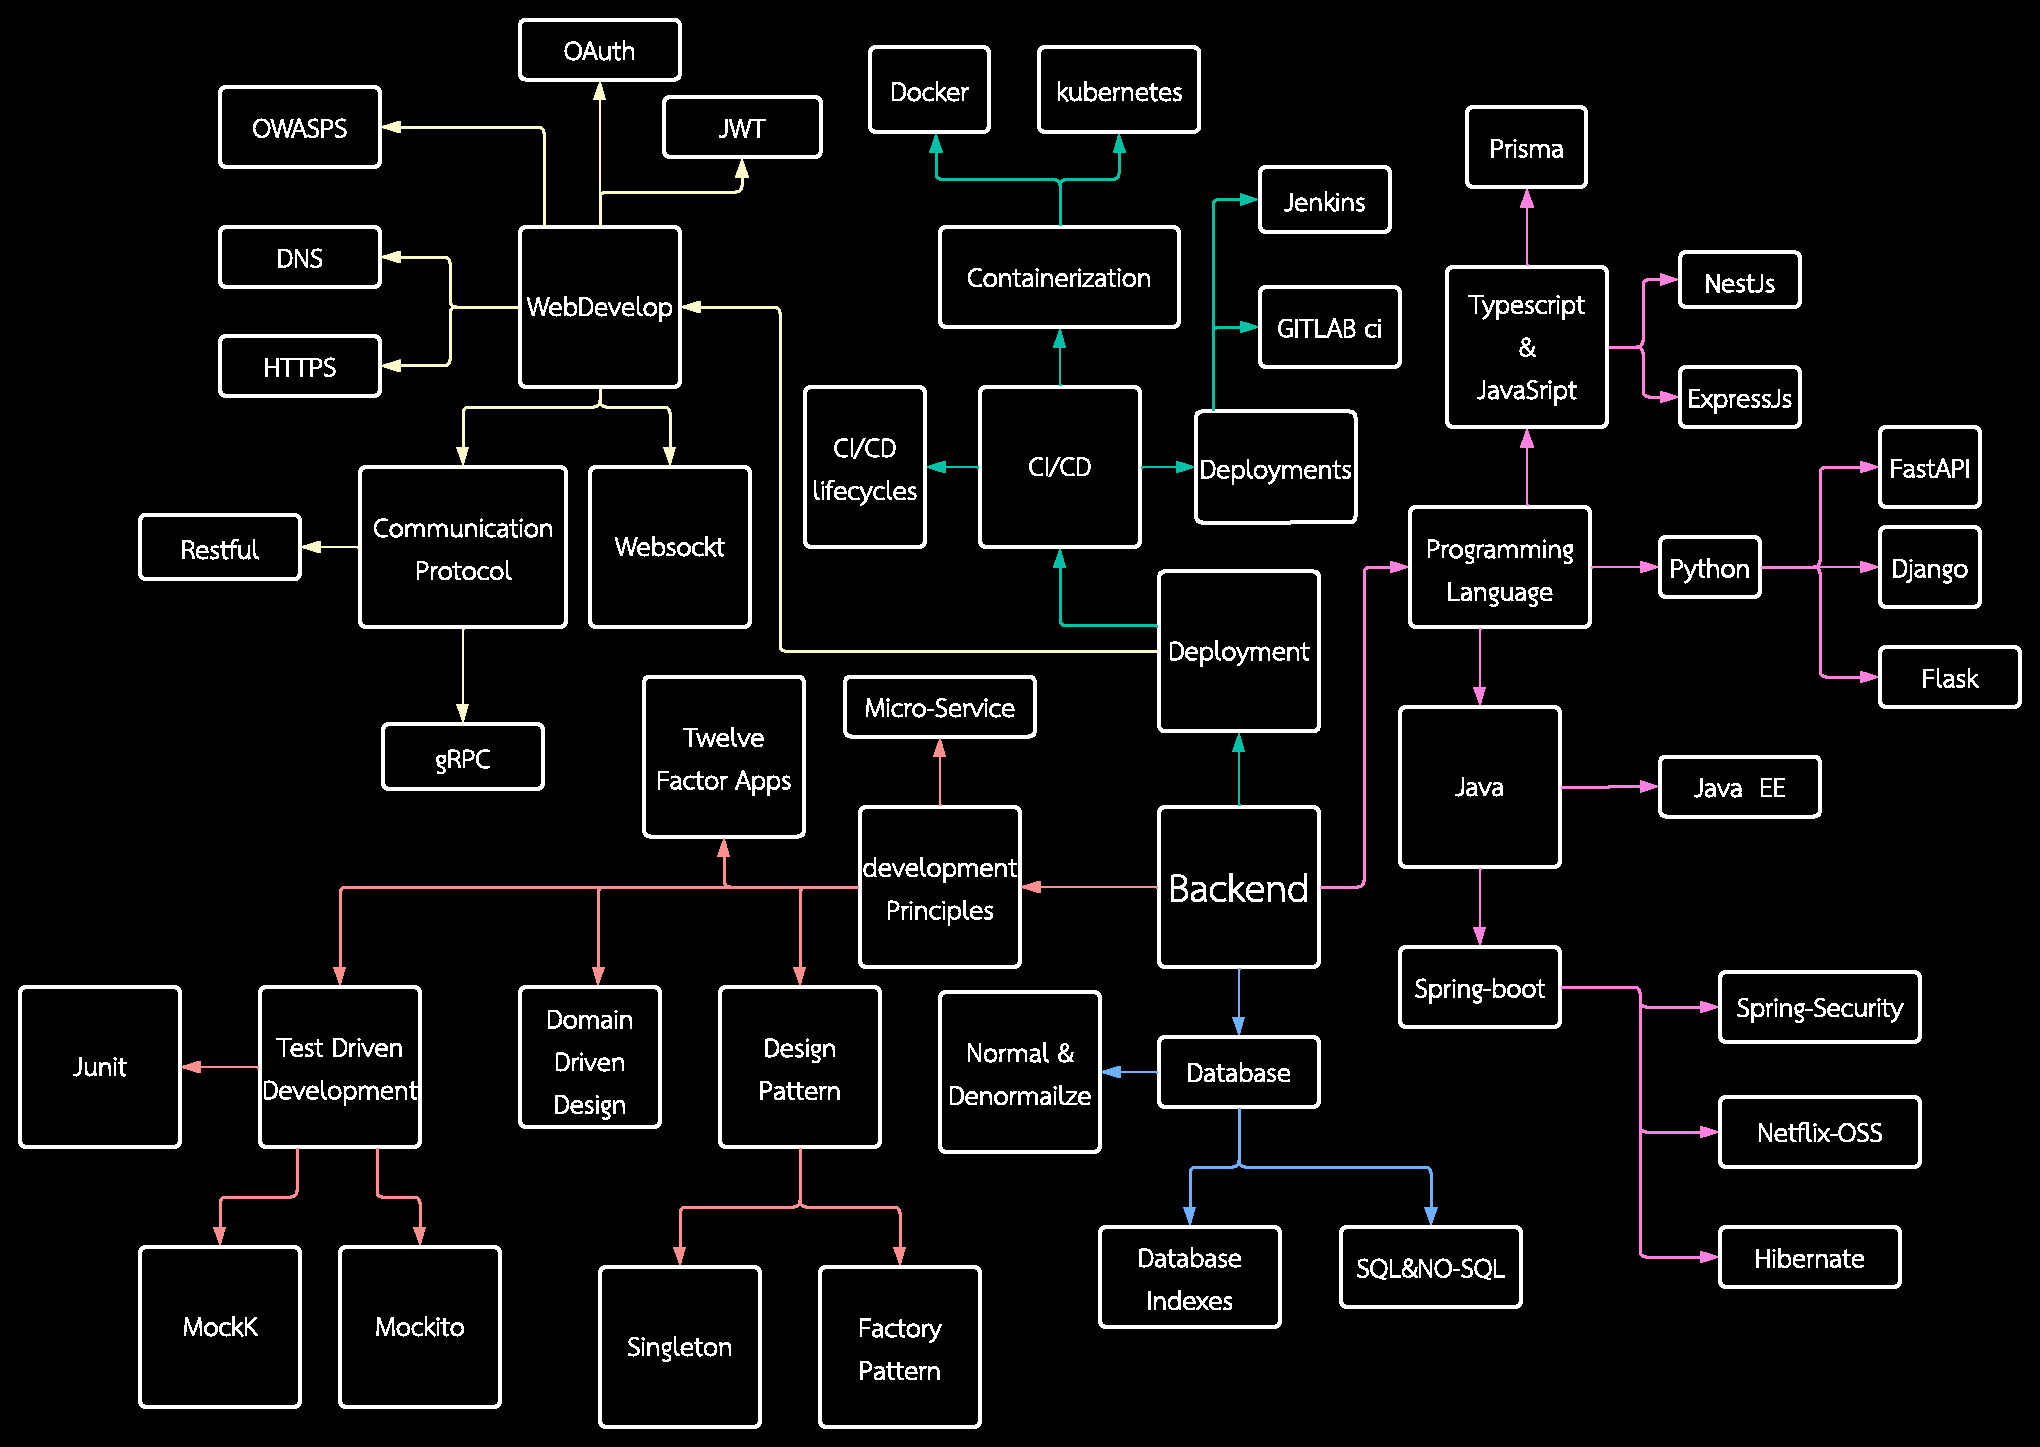 OAuth
OWASPS
JWT
DNS
HTTPS
WebDevelop
Communication
Protocol
Websockt
Restful
gRPC
Docker
kubernetes
Containerization
Jenkins
GITLAB ci
CI/CD
lifecycles
CI/CD
Deployments
Deployment
Prisma
Typescript
&
JavaSript
NestJs
ExpressJs
Programming
Language
Python
FastAPI
Django
Flask
Java
Java EE
Spring-boot
Spring-Security
Netflix-OSS
Hibernate
Twelve
Factor Apps
Micro-Service
development
Principles
Backend
Junit
Test Driven
Development
Domain
Driven
Design
Design
Pattern
Normal &
Denormailze
Database
MockK
Mockito
Singleton
Factory
Pattern
Database
Indexes
SQL&NO-SQL